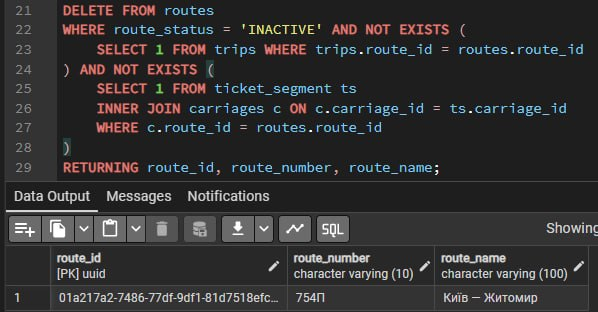 21 DELETE FROM routes
22 WHERE route_status = 'INACTIVE' AND NOT EXISTS (
23 SELECT 1 FROM trips WHERE trips.route_id = routes.route_id
24 ) AND NOT EXISTS (
25 SELECT 1 FROM ticket_segment ts
26 INNER JOIN carriages c ON c.carriage_id = ts.carriage_id
27 WHERE c.route_id = routes.route_id
28 )
29 RETURNING route_id, route_number, route_name;
Data Output Messages Notifications
SQL Showing
route_id route_number route_name
[PK] uuid character varying (10) character varying (100)
1 01a217a2-7486-77df-9df1-81d7518efc... 754П Київ — Житомир